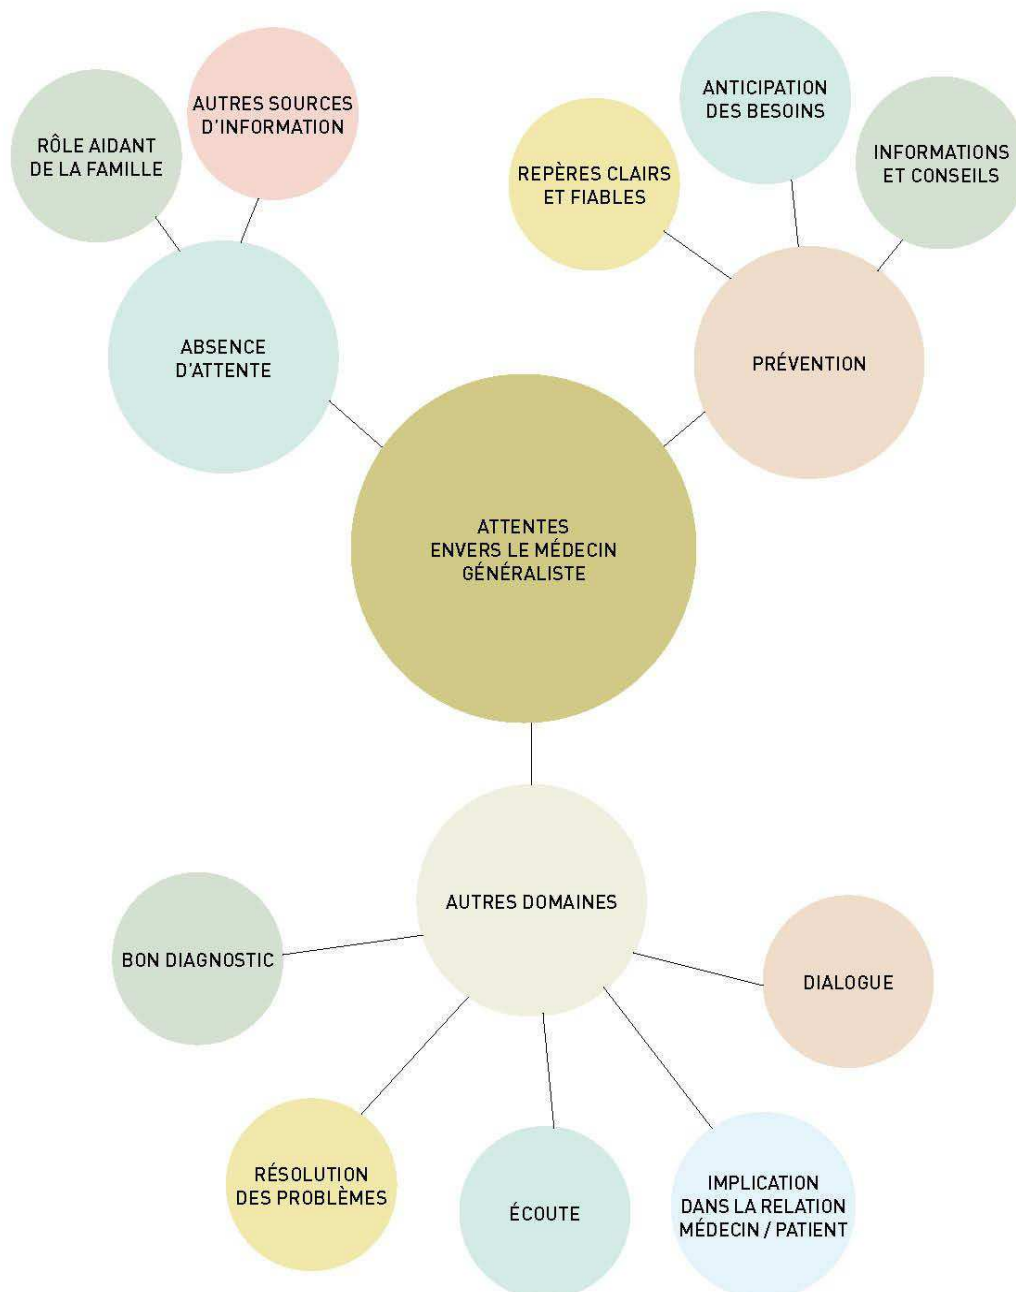 RÔLE AIDANT
DE LA FAMILLE
AUTRES SOURCES
D'INFORMATION
REPÈRES CLAIRS
ET FIABLES
ANTICIPATION
DES BESOINS
INFORMATIONS
ET CONSEILS
ABSENCE
D'ATTENTE
PRÉVENTION
ATTENTES
ENVERS LE MÉDECIN
GÉNÉRALISTE
AUTRES DOMAINES
BON DIAGNOSTIC
DIALOGUE
RÉSOLUTION
DES PROBLÈMES
ÉCOUTE
IMPLICATION
DANS LA RELATION
MÉDECIN / PATIENT